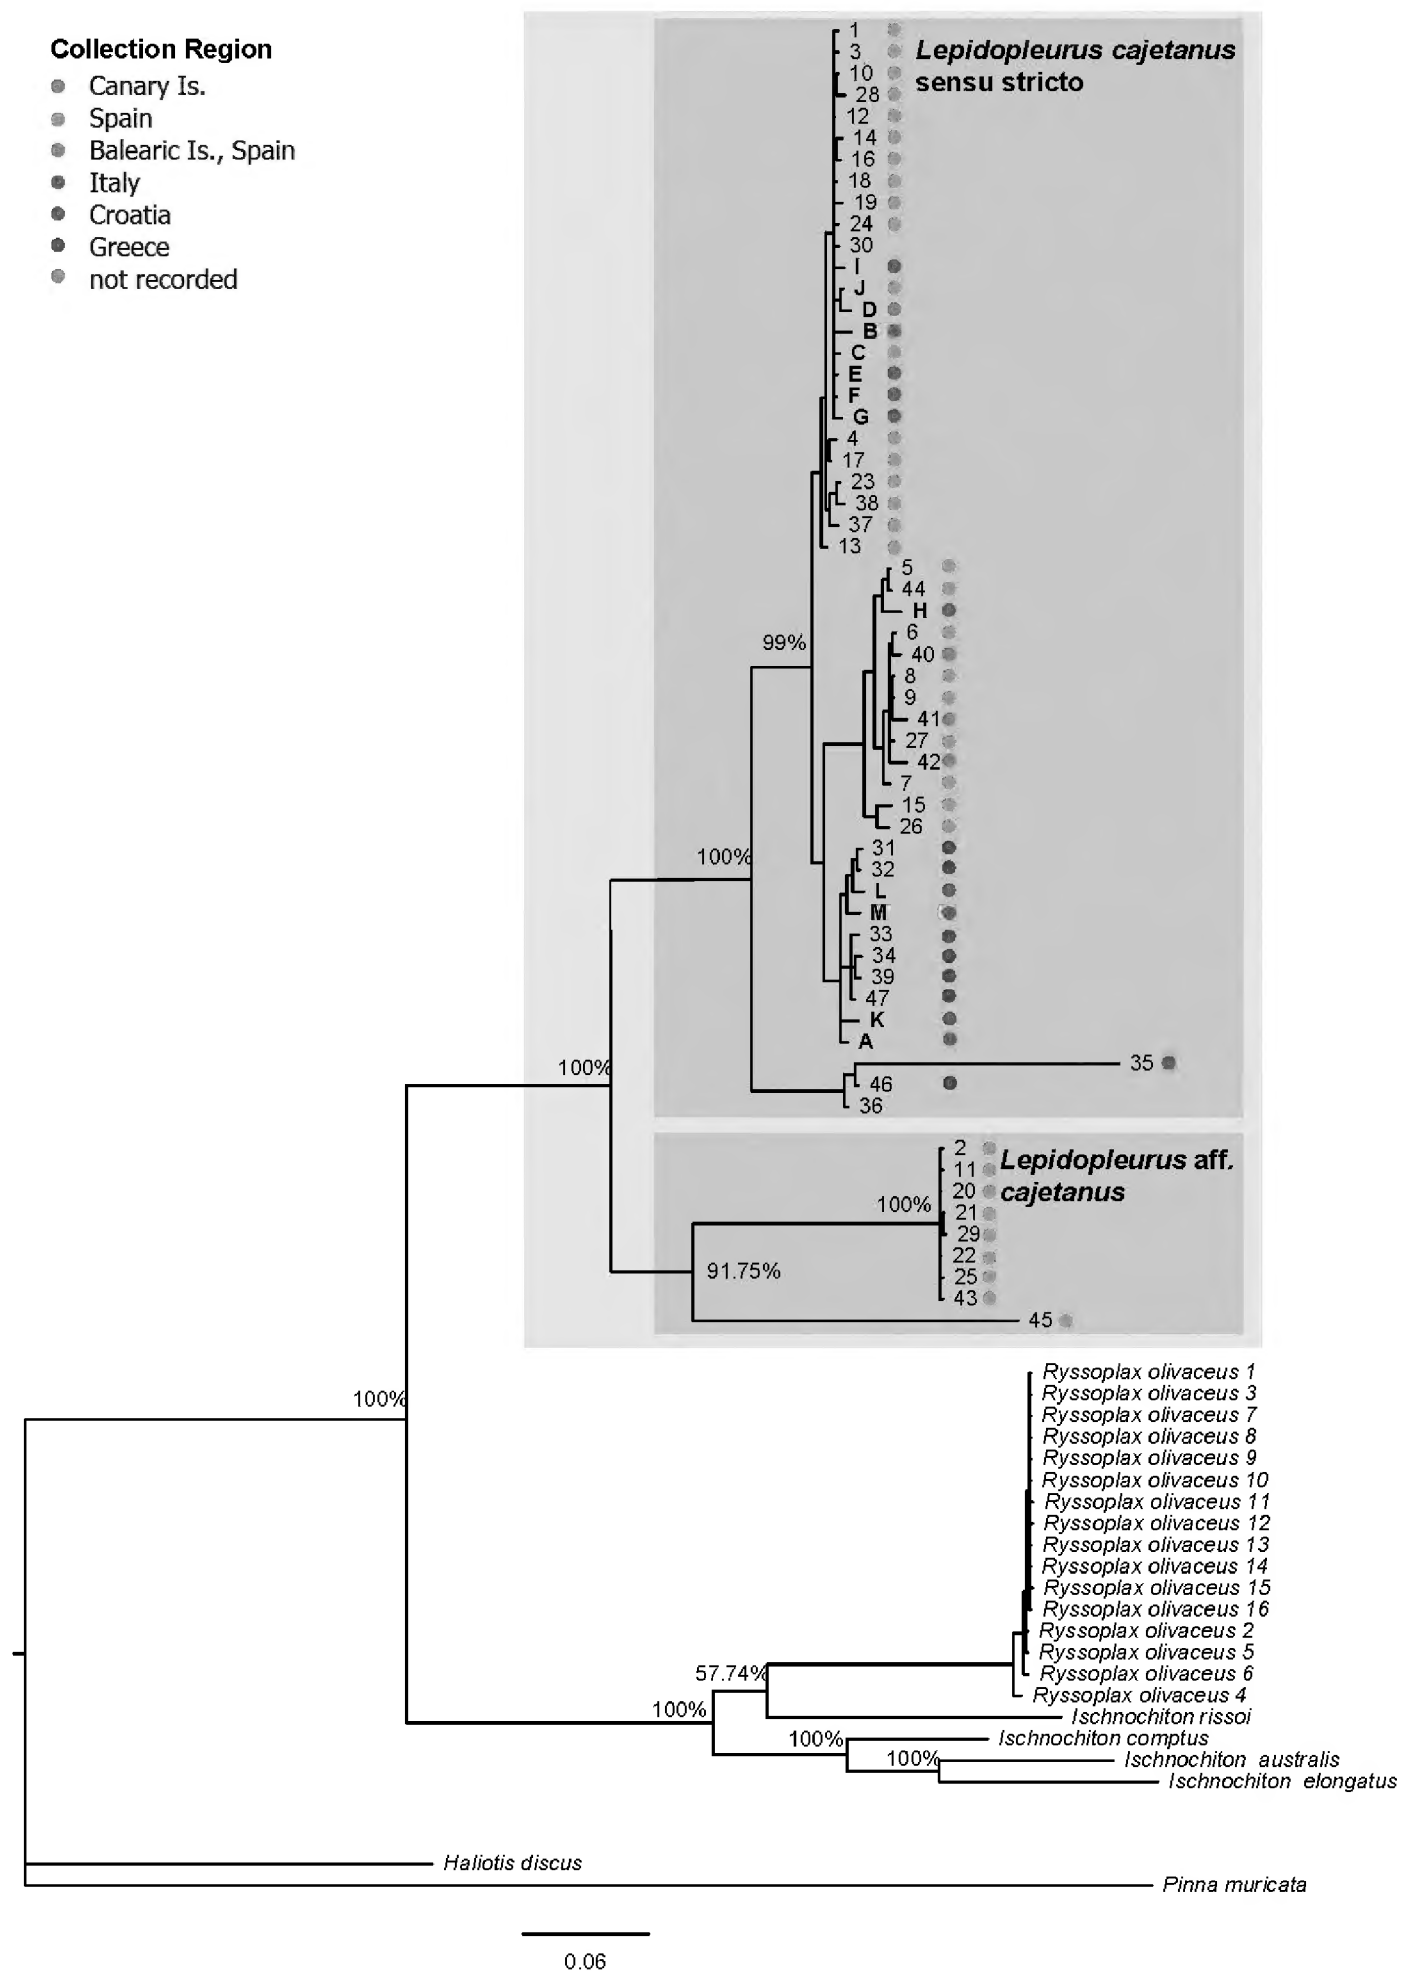 Collection Region
Canary Is.
Spain
Balearic Is., Spain
Italy
Croatia
Greece
not recorded
Lepidopleurus cajetanus
sensu stricto
1
3
10
28
12
14
16
18
19
24
30
I
J
D
B
C
E
F
G
4
17
23
38
37
13
5
44
H
99%
6
40
8
9
41
27
42
7
15
26
31
100%
32
L
M
33
34
39
47
K
A
35
100%
46
36
2
Lepidopleurus aff.
cajetanus
11
20
100%
21
29
22
91.75%
25
43
45
Ryssoplax olivaceus 1
100%
Ryssoplax olivaceus 3
Ryssoplax olivaceus 7
Ryssoplax olivaceus 8
Ryssoplax olivaceus 9
Ryssoplax olivaceus 10
Ryssoplax olivaceus 11
Ryssoplax olivaceus 12
Ryssoplax olivaceus 13
Ryssoplax olivaceus 14
Ryssoplax olivaceus 15
Ryssoplax olivaceus 16
Ryssoplax olivaceus 2
Ryssoplax olivaceus 5
57.74%
Ryssoplax olivaceus 6
Ryssoplax olivaceus 4
100%
Ischnochiton rissoi
100%
Ischnochiton comptus
100%
Ischnochiton australis
Ischnochiton elongatus
Haliotis discus
Pinna muricata
0.06